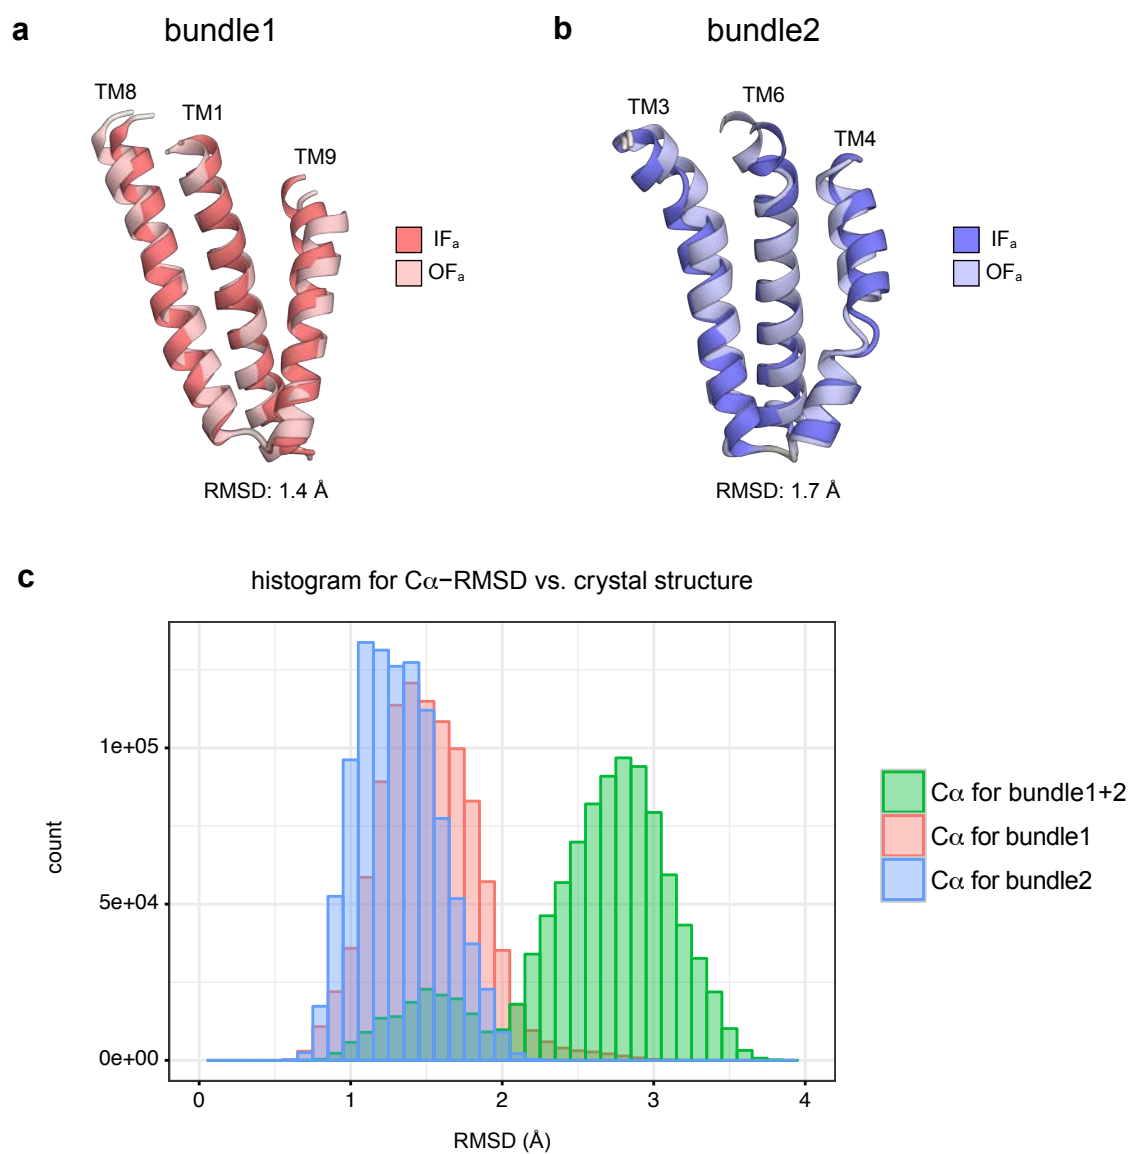 a
bundle1
TM8
TM1
TM9
IFa
OFa
RMSD: 1.4 Å
b
bundle2
TM3
TM6
TM4
IFa
OFa
RMSD: 1.7 Å
c
histogram for Cα−RMSD vs. crystal structure
count
1e+05
5e+04
0e+00
0
1
2
3
4
RMSD (Å)
Cα for bundle1+2
Cα for bundle1
Cα for bundle2